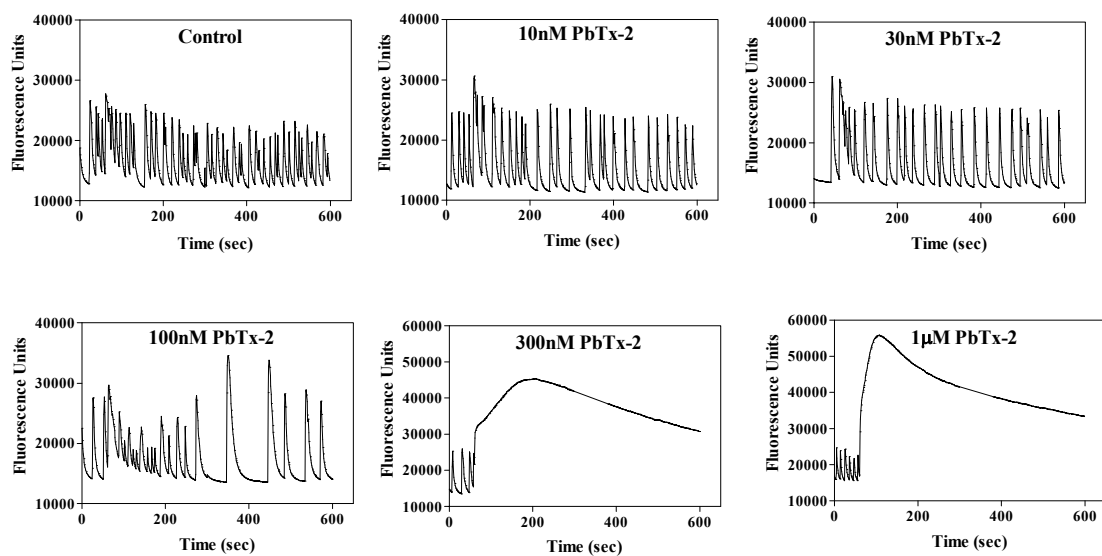 Control
Fluorescence Units
40000
30000
20000
10000
0 200 400 600
Time (sec)
10nM PbTx-2
Fluorescence Units
40000
30000
20000
10000
0 200 400 600
Time (sec)
30nM PbTx-2
Fluorescence Units
40000
30000
20000
10000
0 200 400 600
Time (sec)
100nM PbTx-2
Fluorescence Units
40000
30000
20000
10000
0 200 400 600
Time (sec)
300nM PbTx-2
Fluorescence Units
60000
50000
40000
30000
20000
10000
0 200 400 600
Time (sec)
1μM PbTx-2
Fluorescence Units
60000
50000
40000
30000
20000
10000
0 200 400 600
Time (sec)